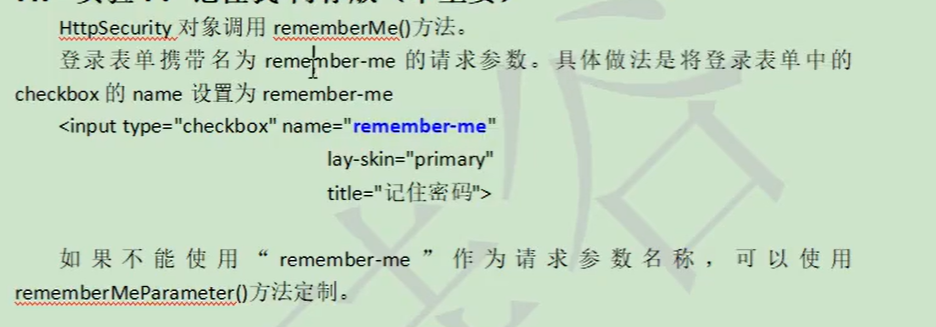 HttpSecurity 对象调用 rememberMe()方法。
登录表单携带名为 remember-me 的请求参数。具体做法是将登录表单中的
checkbox 的 name 设置为 remember-me
<input type="checkbox" name="remember-me"
lay-skin="primary"
title="记住密码">
如果不能使用“remember-me”作为请求参数名称，可以使用
rememberMeParameter()方法定制。